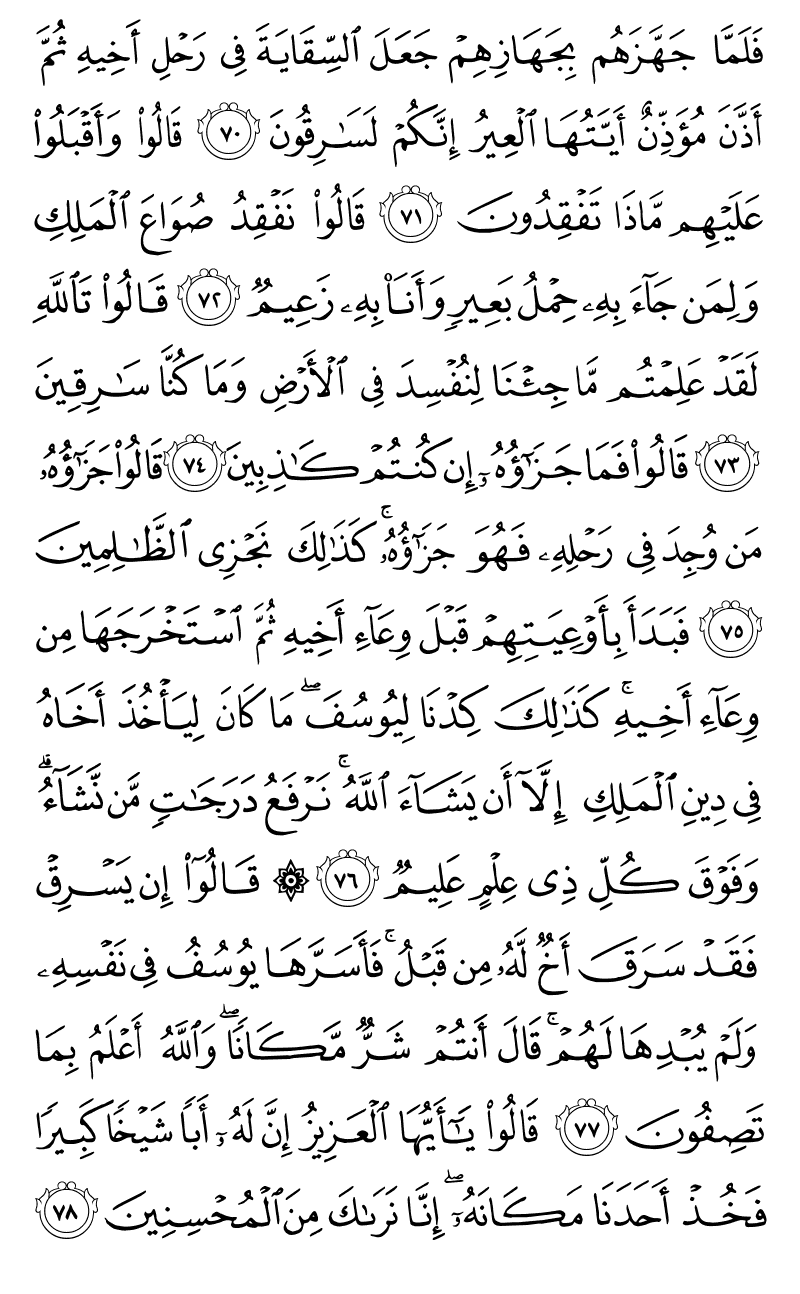 فَلَمَّا جَهَّزَهُم بِجَهَازِهِمْ جَعَلَ ٱلسِّقَايَةَ فِى رَحْلِ أَخِيهِ ثُمَّ
أَذَّنَ مُؤَذِّنٌ أَيَّتُهَا ٱلْعِيرُ إِنَّكُمْ لَسَـٰرِقُونَ ٧٠ قَالُوا۟ وَأَقْبَلُوا۟
عَلَيْهِم مَّاذَا تَفْقِدُونَ ٧١ قَالُوا۟ نَفْقِدُ صُوَاعَ ٱلْمَلِكِ
وَلِمَن جَآءَ بِهِۦ حِمْلُ بَعِيرٍ وَأَنَا۠ بِهِۦ زَعِيمٌ ٧٢ قَالُوا۟ تَٱللَّهِ
لَقَدْ عَلِمْتُم مَّا جِئْنَا لِنُفْسِدَ فِى ٱلْأَرْضِ وَمَا كُنَّا سَـٰرِقِينَ
٧٣ قَالُوا۟ فَمَا جَزَٰٓؤُهُۥٓ إِن كُنتُمْ كَـٰذِبِينَ ٧٤ قَالُوا۟ جَزَٰٓؤُهُۥ
مَن وُجِدَ فِى رَحْلِهِۦ فَهُوَ جَزَٰٓؤُهُۥ ۚ كَذَٰلِكَ نَجْزِى ٱلظَّـٰلِمِينَ
٧٥ فَبَدَأَ بِأَوْعِيَتِهِمْ قَبْلَ وِعَآءِ أَخِيهِ ثُمَّ ٱسْتَخْرَجَهَا مِن
وِعَآءِ أَخِيهِ ۚ كَذَٰلِكَ كِدْنَا لِيُوسُفَ ۖ مَا كَانَ لِيَأْخُذَ أَخَاهُ
فِى دِينِ ٱلْمَلِكِ إِلَّآ أَن يَشَآءَ ٱللَّهُ ۚ نَرْفَعُ دَرَجَـٰتٍ مَّن نَّشَآءُ ۗ
وَفَوْقَ كُلِّ ذِى عِلْمٍ عَلِيمٌ ٧٦ ۞ قَالُوٓا۟ إِن يَسْرِقْ
فَقَدْ سَرَقَ أَخٌ لَّهُۥ مِن قَبْلُ ۚ فَأَسَرَّهَا يُوسُفُ فِى نَفْسِهِۦ
وَلَمْ يُبْدِهَا لَهُمْ ۚ قَالَ أَنتُمْ شَرٌّ مَّكَانًا ۖ وَٱللَّهُ أَعْلَمُ بِمَا
تَصِفُونَ ٧٧ قَالُوا۟ يَـٰٓأَيُّهَا ٱلْعَزِيزُ إِنَّ لَهُۥٓ أَبًا شَيْخًا كَبِيرًا
فَخُذْ أَحَدَنَا مَكَانَهُۥٓ ۖ إِنَّا نَرَىٰكَ مِنَ ٱلْمُحْسِنِينَ ٧٨